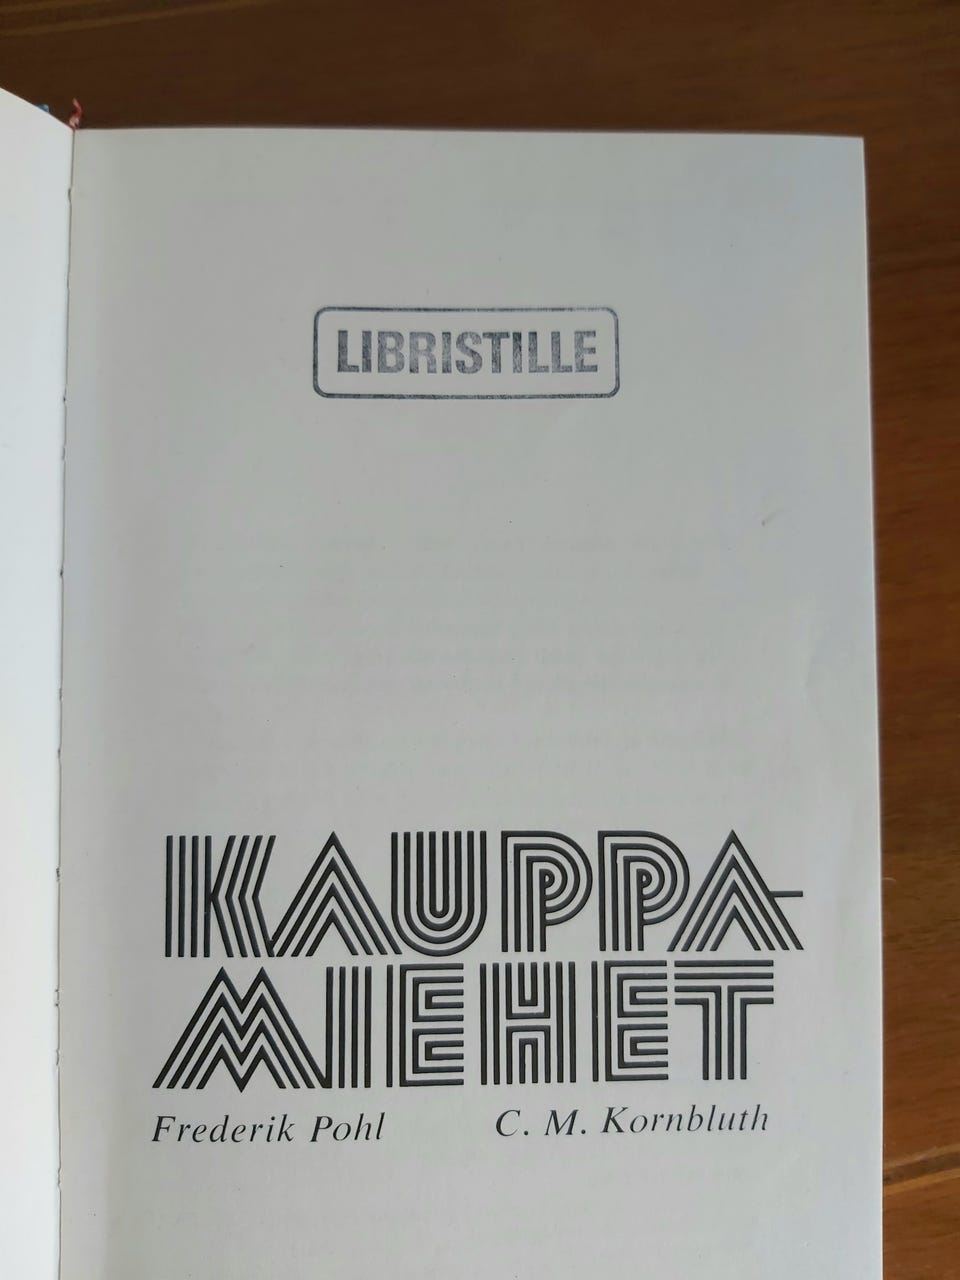 LIBRISTILLE
KAUPPA-
MIEHET
Frederik Pohl C. M. Kornbluth